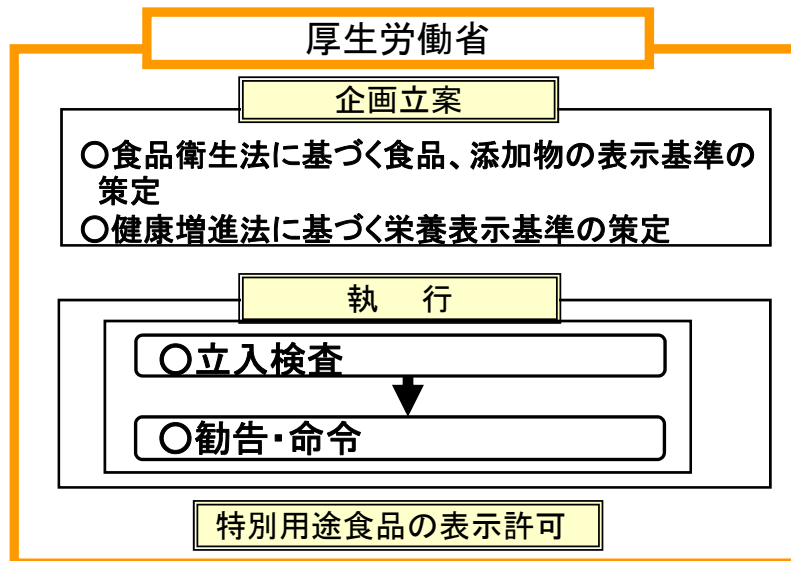 厚生労働省
企画立案
○食品衛生法に基づく食品、添加物の表示基準の
策定
○健康増進法に基づく栄養表示基準の策定
執　行
○立入検査
○勧告・命令
特別用途食品の表示許可